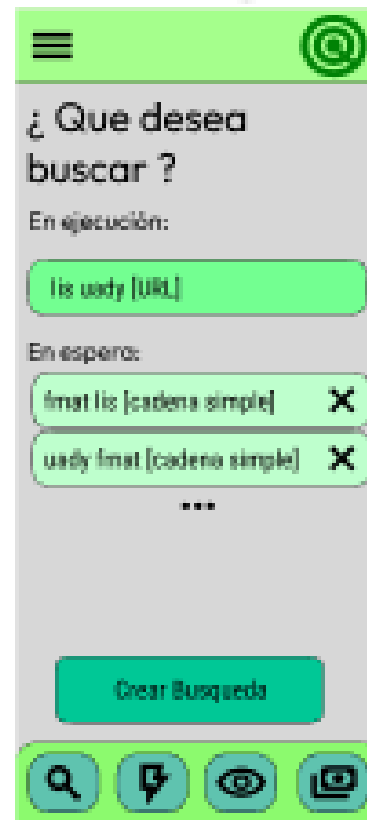 ¿ Que desea
buscar ?
En ejecución:
lis uady [URL]
En espera:
fmat lis [cadena simple]
uady fmat [cadena simple]
...
Crear Busqueda